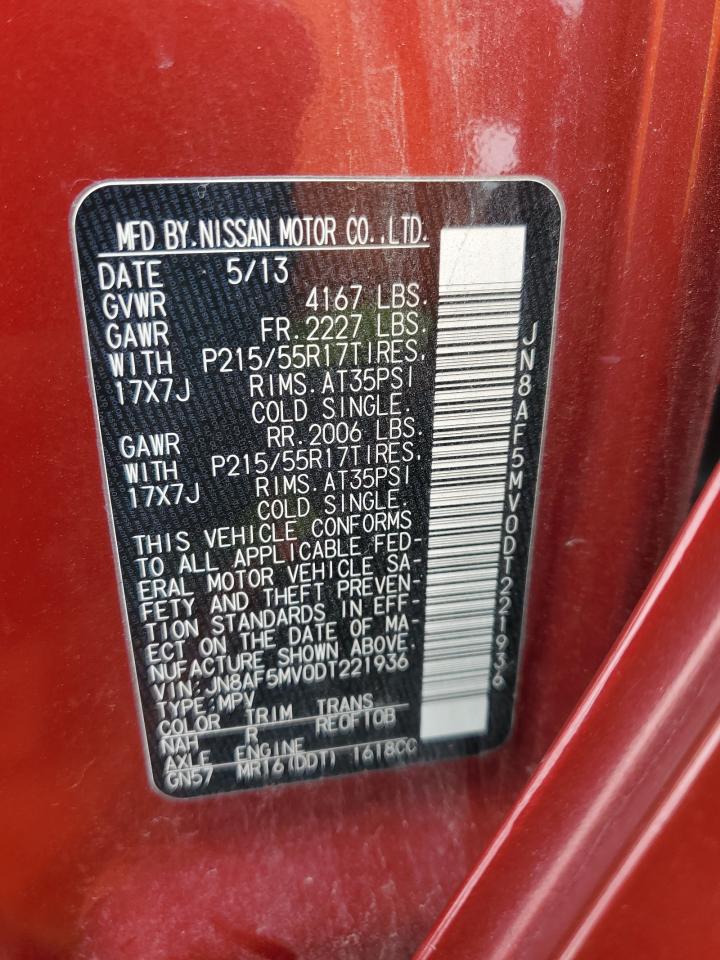 MFD BY.NISSAN MOTOR CO.,LTD.
DATE 5/13
GVWR 4167 LBS.
GAWR FR.2227 LBS.
WITH P215/55R17TIRES,
17X7J RIMS.AT35PSI
COLD SINGLE.
GAWR RR.2006 LBS.
WITH P215/55R17TIRES,
17X7J RIMS.AT35PSI
COLD SINGLE.
THIS VEHICLE CONFORMS
TO ALL APPLICABLE FED-
ERAL MOTOR VEHICLE SA-
FETY AND THEFT PREVEN-
TION STANDARDS IN EFF-
ECT ON THE DATE OF MA-
NUFACTURE SHOWN ABOVE.
VIN:JN8AF5MV0DT221936
TYPE:MPV
COLOR TRIM TRANS
NAH R RE0FT0B
AXLE ENGINE
GN57 MR16(DDT) 1618CC
JN8AF5MV0DT221936